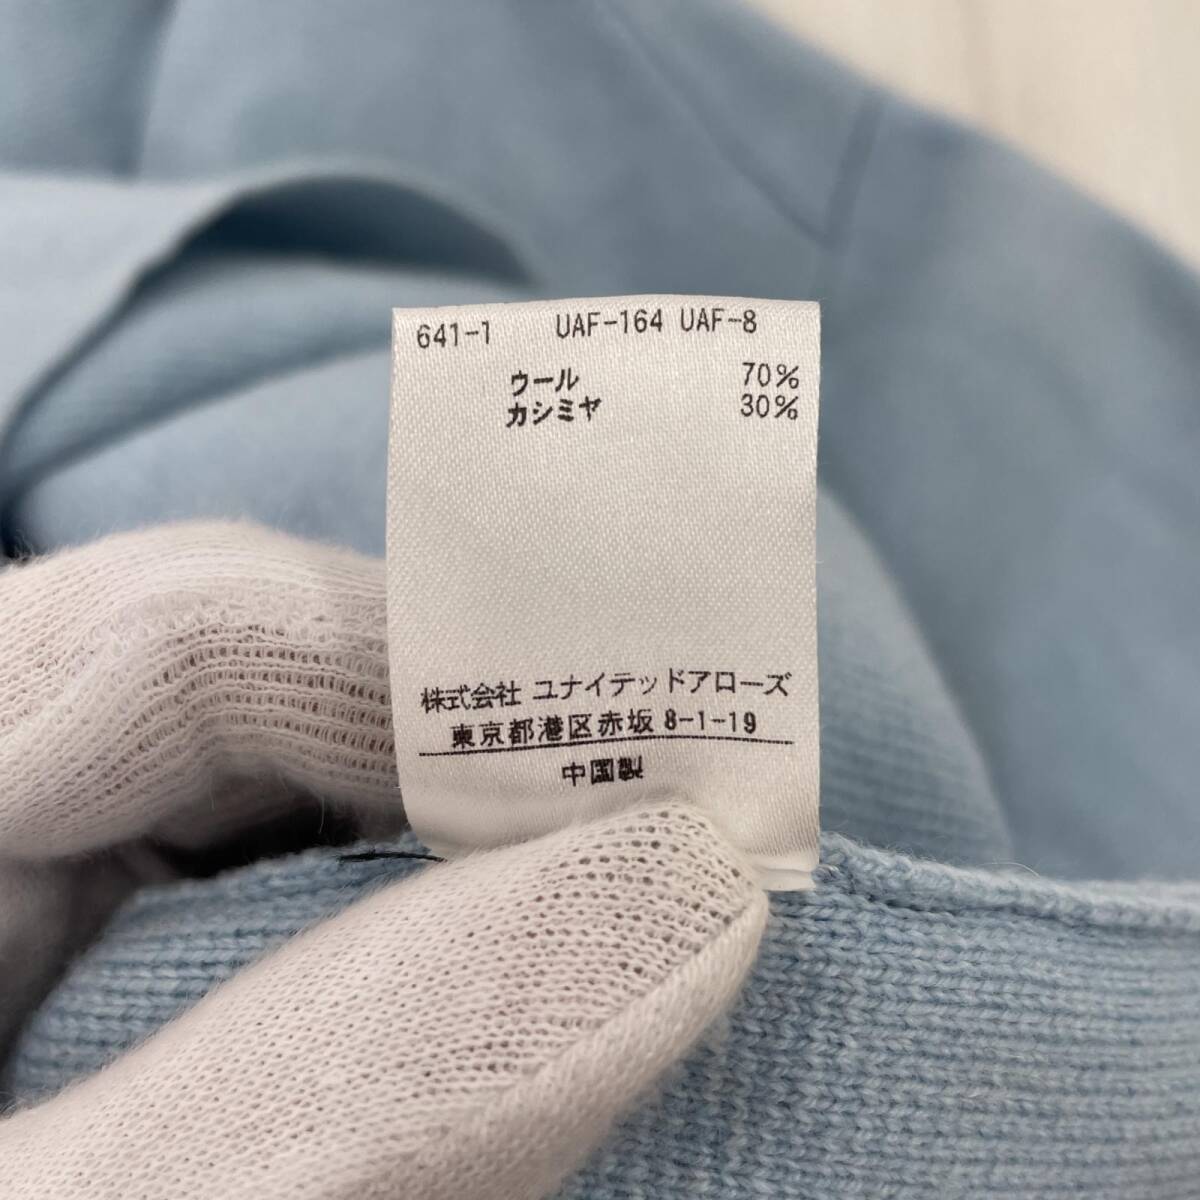 641-1 UAF-164 UAF-8
ウール 70%
カシミヤ 30%
株式会社 ユナイテッドアローズ
東京都港区赤坂 8-1-19
中国製